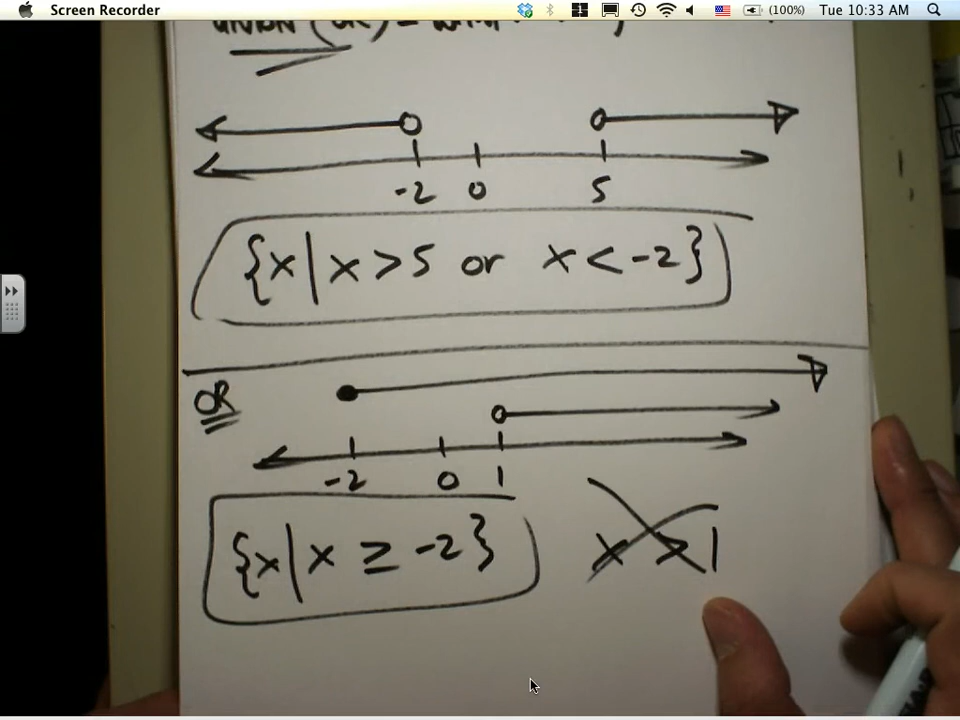 Screen Recorder (100%) Tue 10:33 AM
-2 0 5
{x|x>5 or x<-2}
OR
-2 0 1
{x|x ≥ -2} x > 1